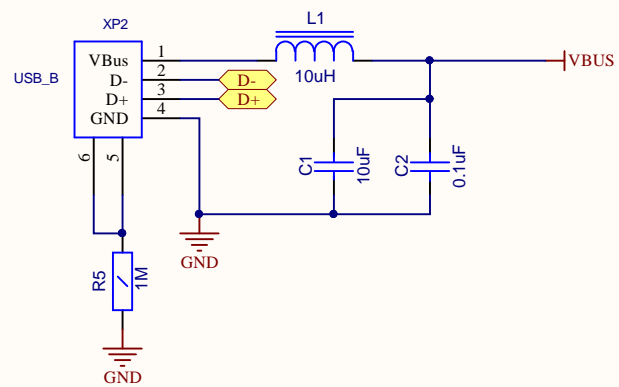 XP2
L1
USB_B
VBus 1
D- 2
D+ 3
GND 4
D-
D+
10uH
VBUS
6
5
C1
10uF
C2
0.1uF
GND
R5
1M
GND